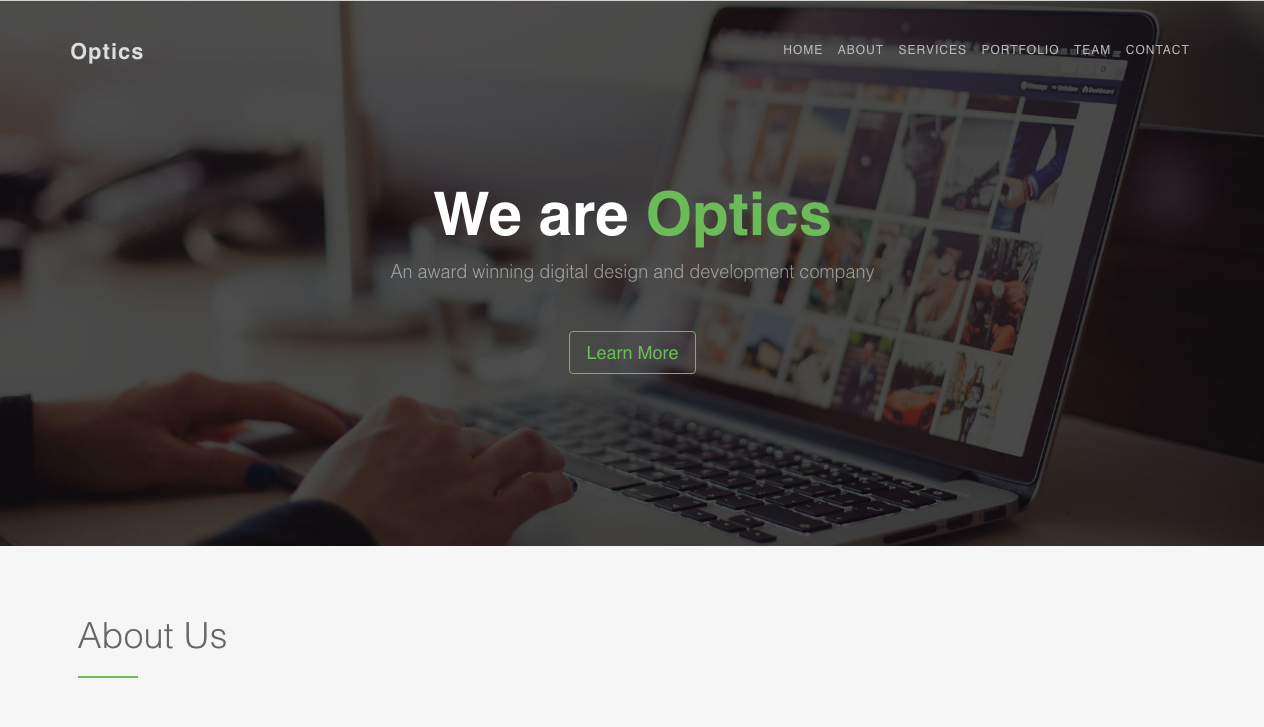 Optics
HOME ABOUT SERVICES PORTFOLIO TEAM CONTACT
We are Optics
An award winning digital design and development company
Learn More
About Us